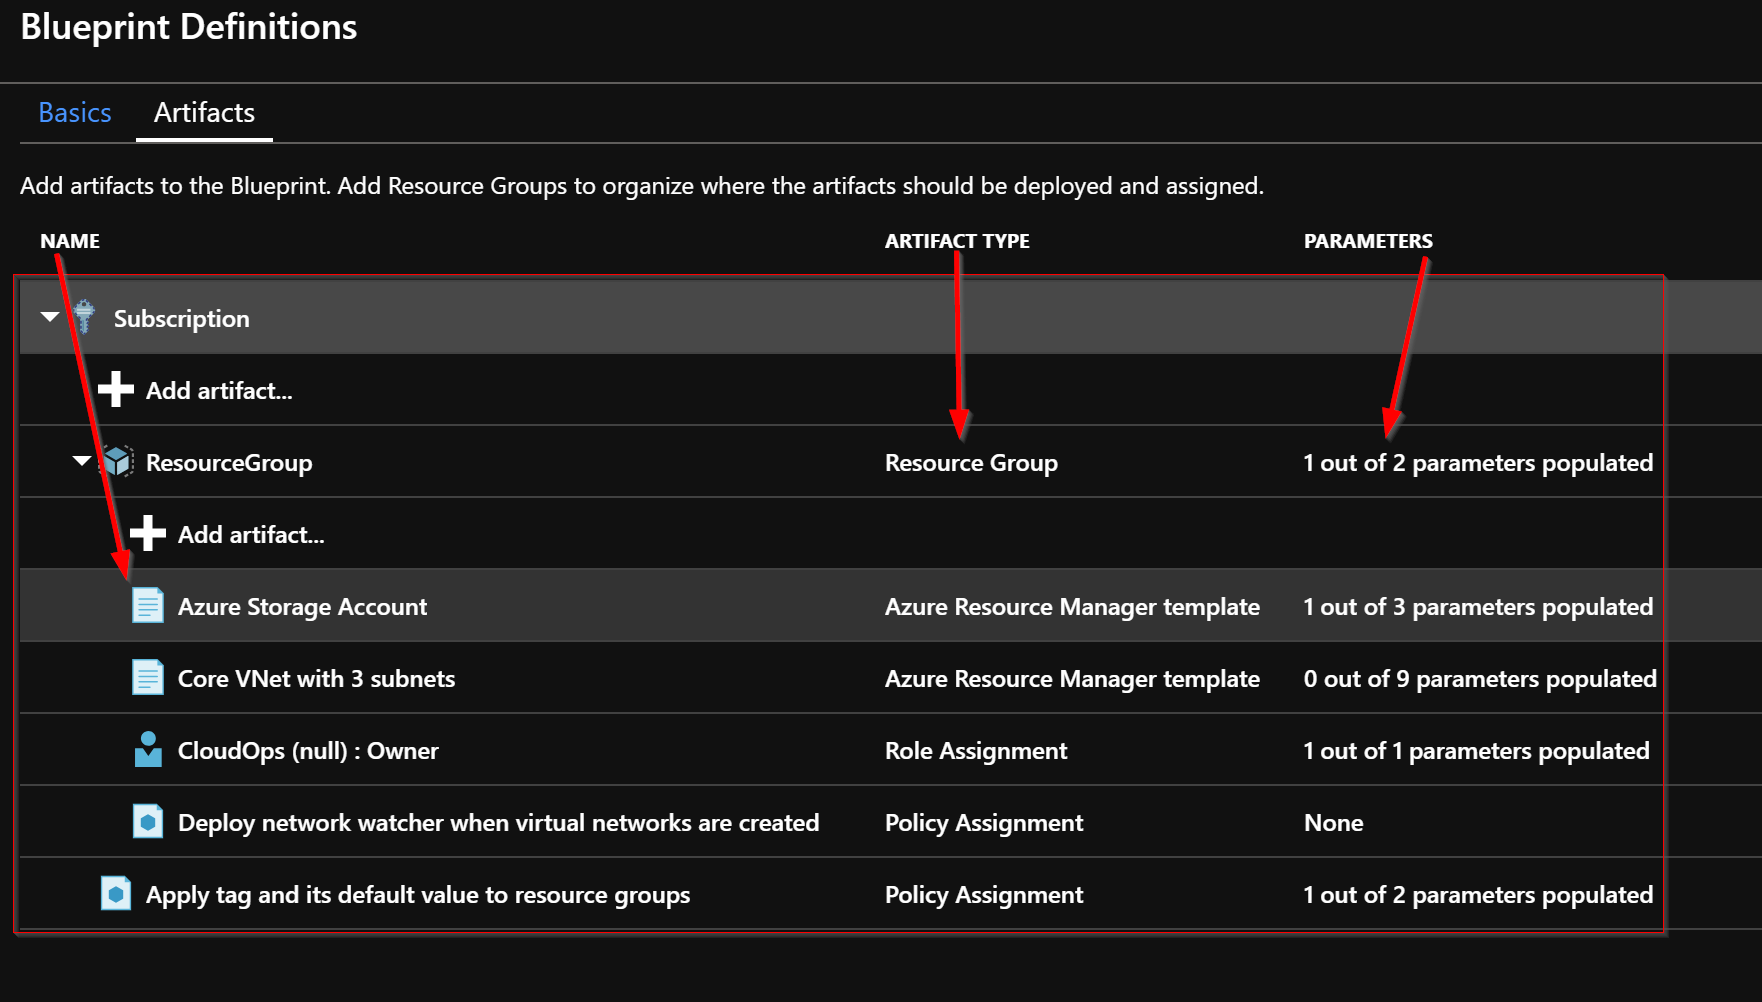 Blueprint Definitions
Basics Artifacts
Add artifacts to the Blueprint. Add Resource Groups to organize where the artifacts should be deployed and assigned.
NAME ARTIFACT TYPE PARAMETERS
Subscription
Add artifact...
ResourceGroup Resource Group 1 out of 2 parameters populated
Add artifact...
Azure Storage Account Azure Resource Manager template 1 out of 3 parameters populated
Core VNet with 3 subnets Azure Resource Manager template 0 out of 9 parameters populated
CloudOps (null) : Owner Role Assignment 1 out of 1 parameters populated
Deploy network watcher when virtual networks are created Policy Assignment None
Apply tag and its default value to resource groups Policy Assignment 1 out of 2 parameters populated